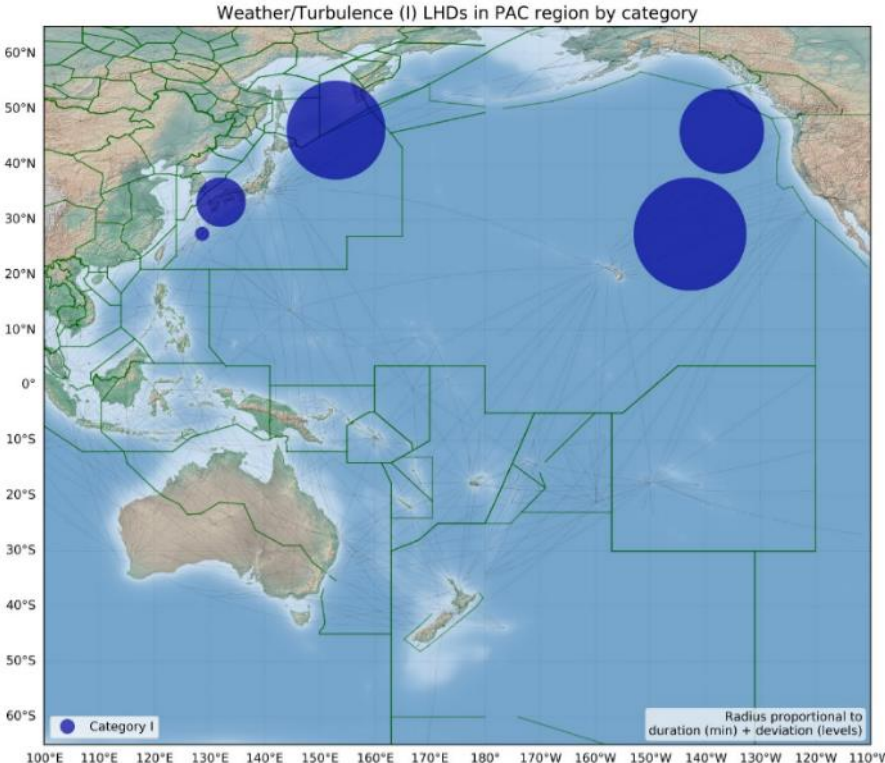 Weather/Turbulence (I) LHDs in PAC region by category
60°N
50°N
40°N
30°N
20°N
10°N
0°
10°S
20°S
30°S
40°S
50°S
60°S
Category I
Radius proportional to
duration (min) + deviation (levels)
100°E 110°E 120°E 130°E 140°E 150°E 160°E 170°E 180° 170°W 160°W 150°W 140°W 130°W 120°W 110°W